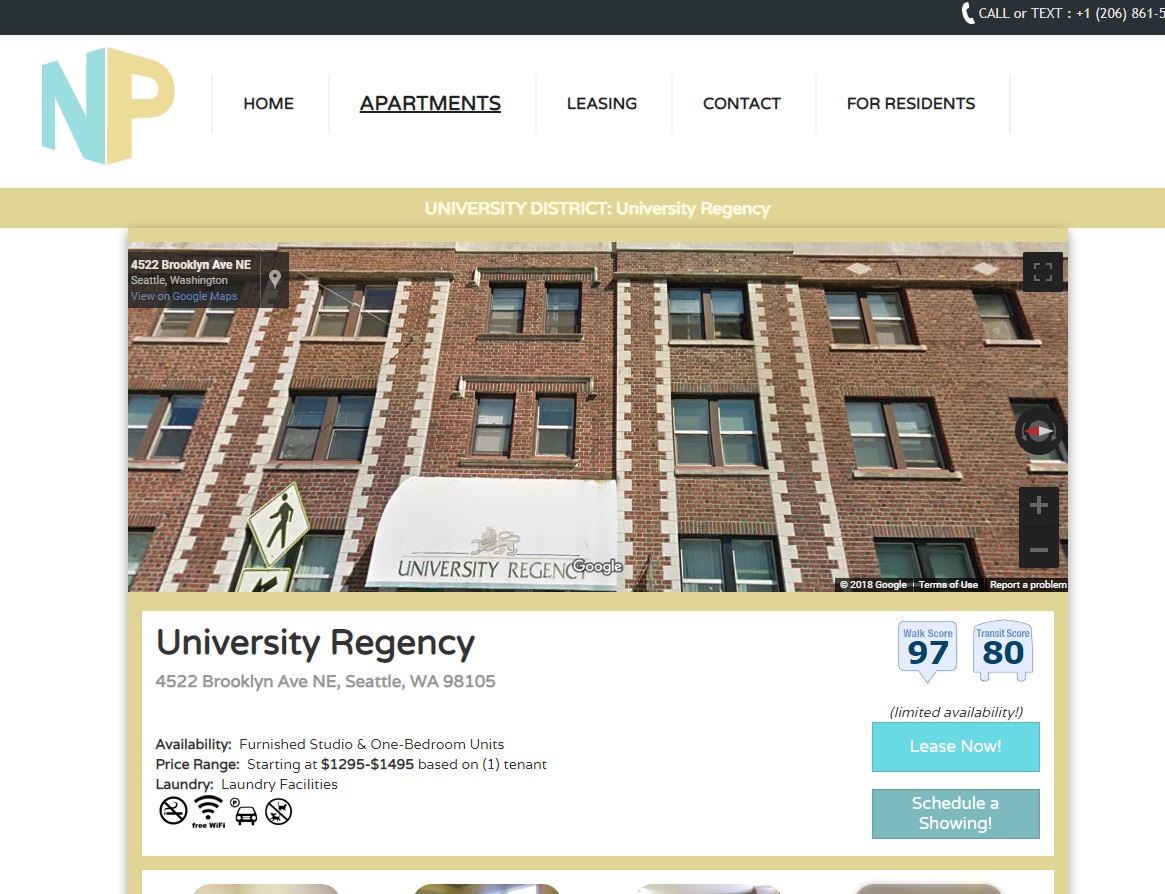 CALL or TEXT : +1 (206) 861-5
NP
HOME
APARTMENTS
LEASING
CONTACT
FOR RESIDENTS
UNIVERSITY DISTRICT: University Regency
4522 Brooklyn Ave NE
Seattle, Washington
View on Google Maps
UNIVERSITY REGENCY
Google
© 2018 Google
Terms of Use
Report a problem
University Regency
4522 Brooklyn Ave NE, Seattle, WA 98105
Walk Score
97
Transit Score
80
(limited availability!)
Lease Now!
Availability: Furnished Studio & One-Bedroom Units
Price Range: Starting at $1295-$1495 based on (1) tenant
Laundry: Laundry Facilities
free WiFi
P
Schedule a
Showing!